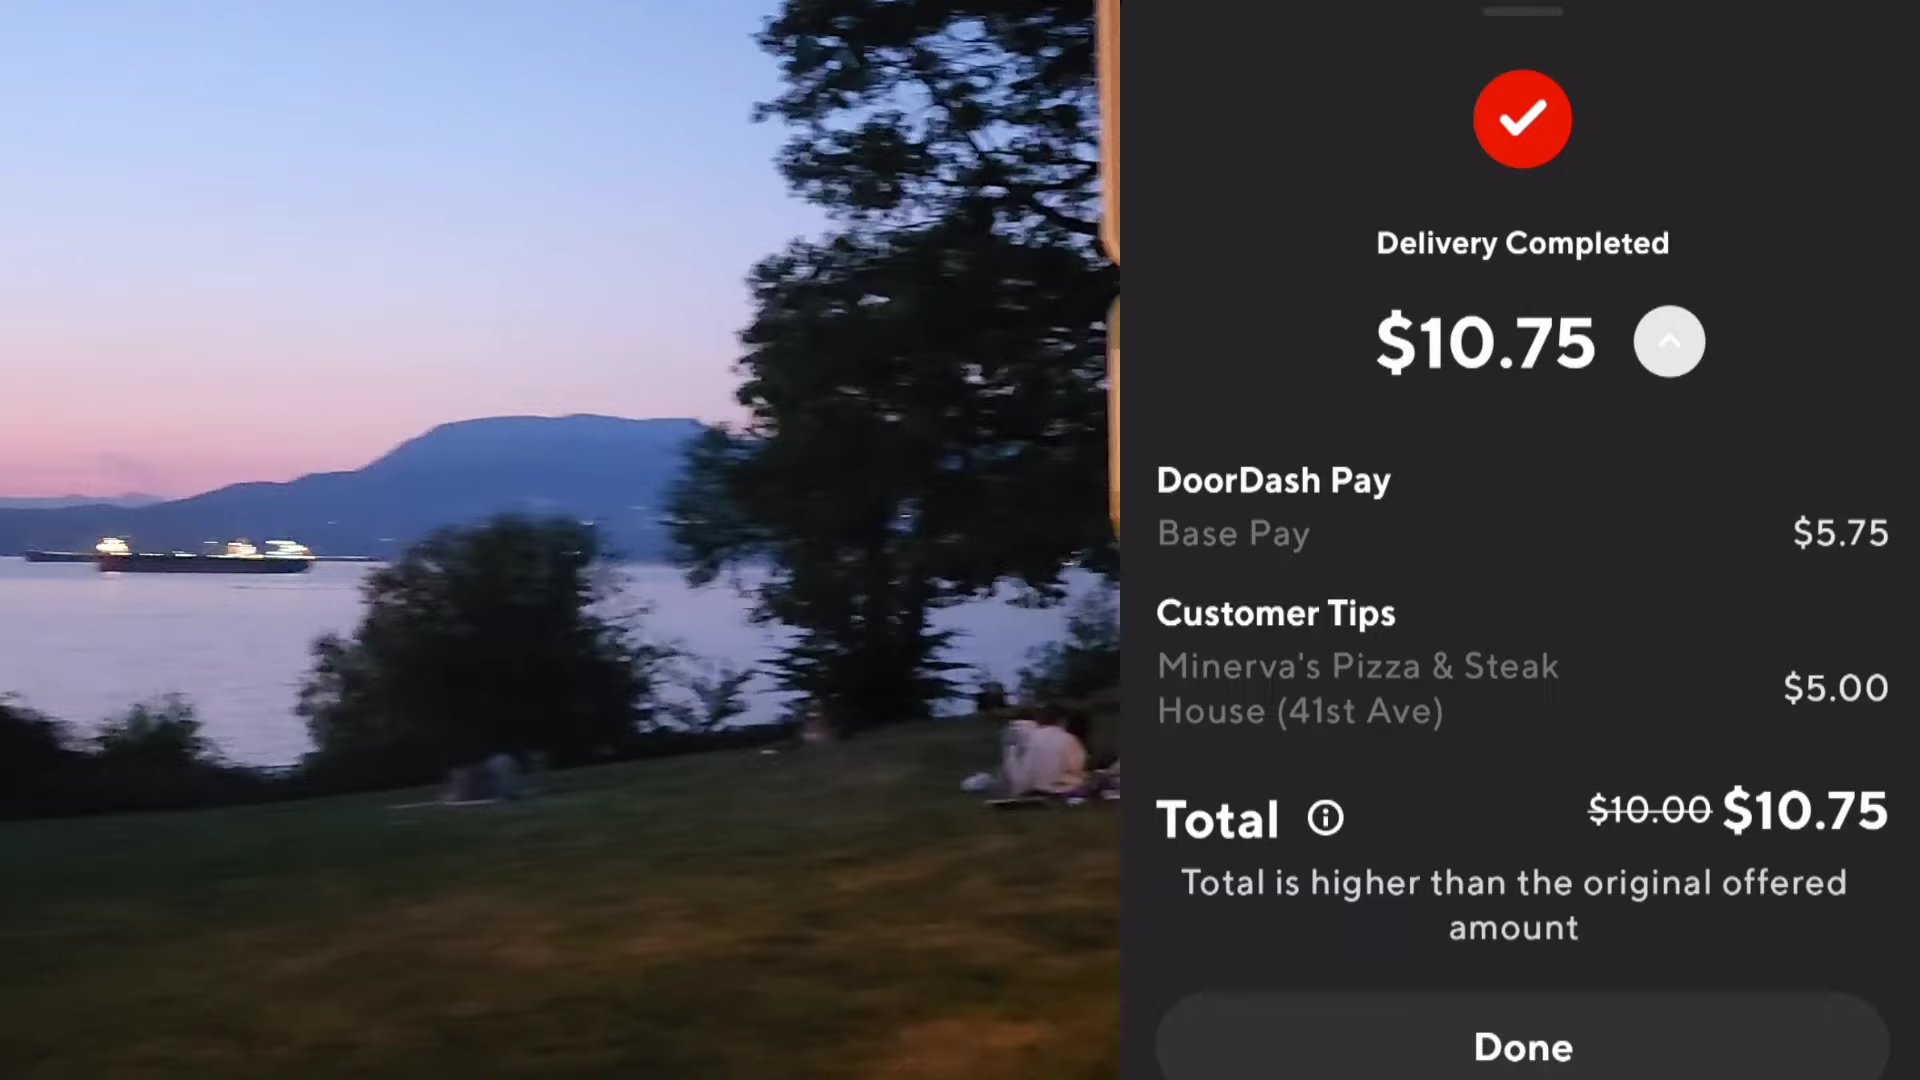 Delivery Completed
$10.75
DoorDash Pay
Base Pay $5.75
Customer Tips
Minerva's Pizza & Steak
House (41st Ave) $5.00
Total $10.00 $10.75
Total is higher than the original offered
amount
Done